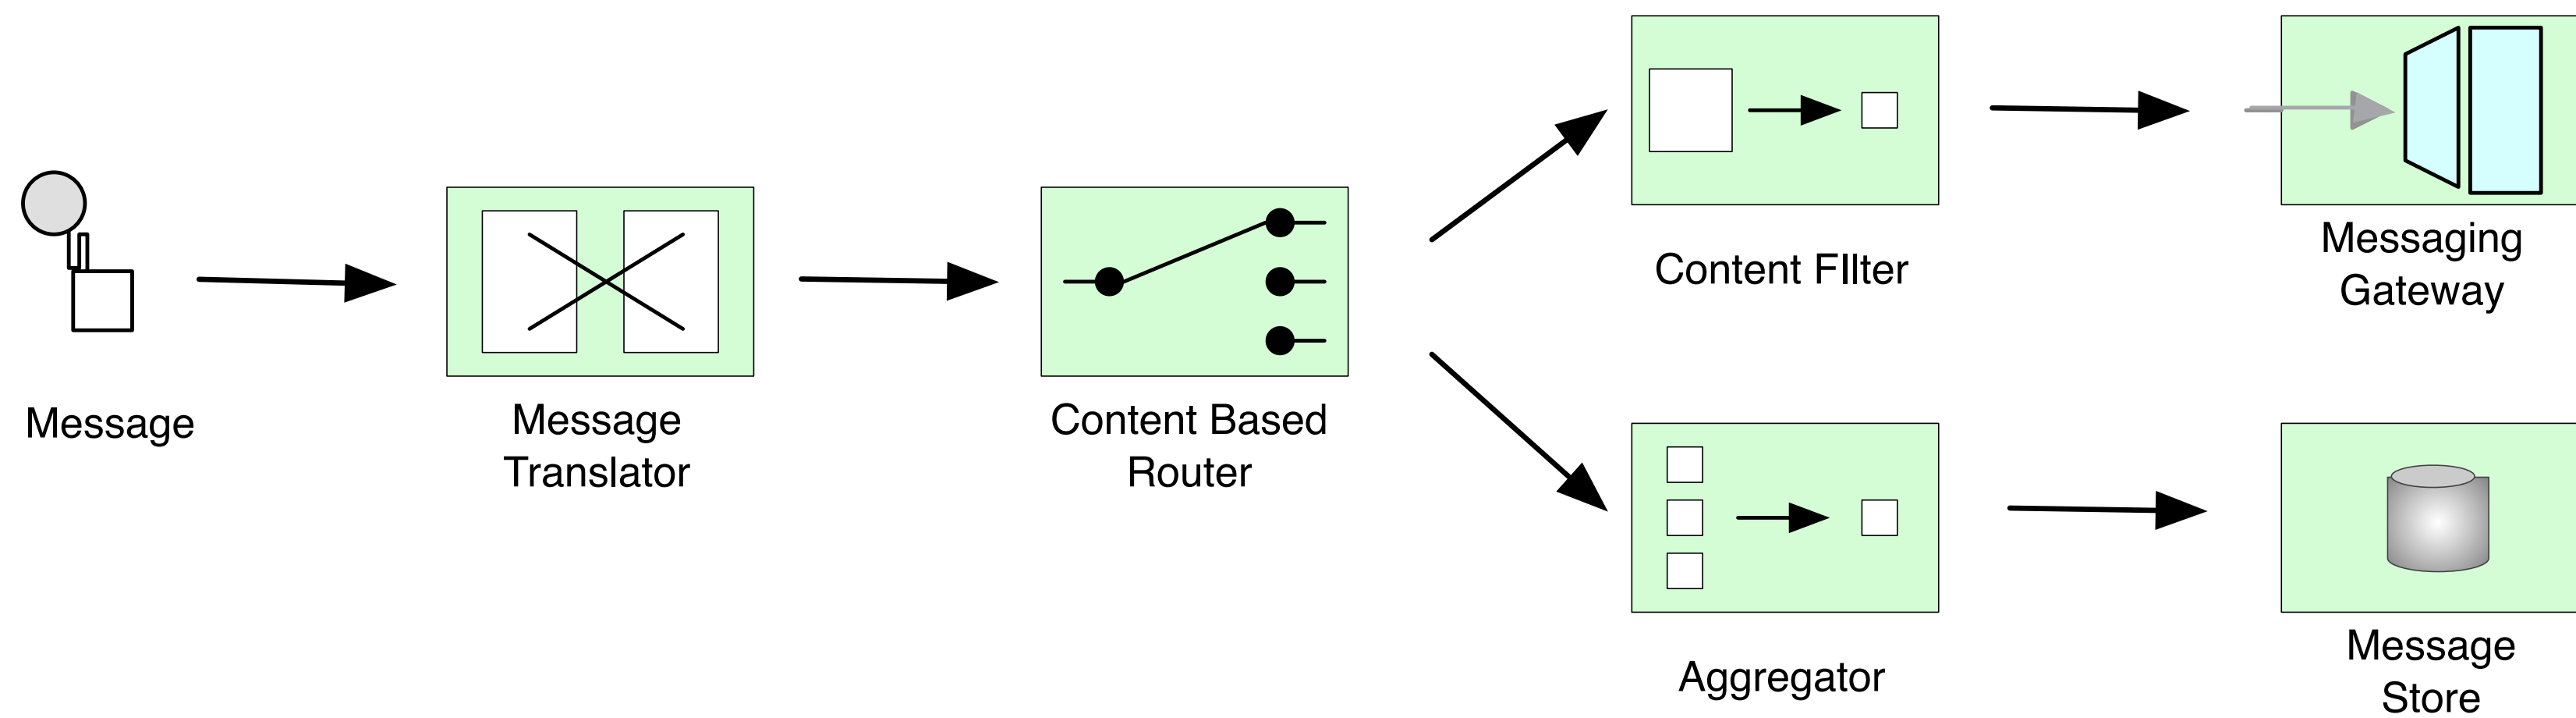 Message
Message
Translator
Content Based
Router
Content FIlter
Messaging
Gateway
Aggregator
Message
Store